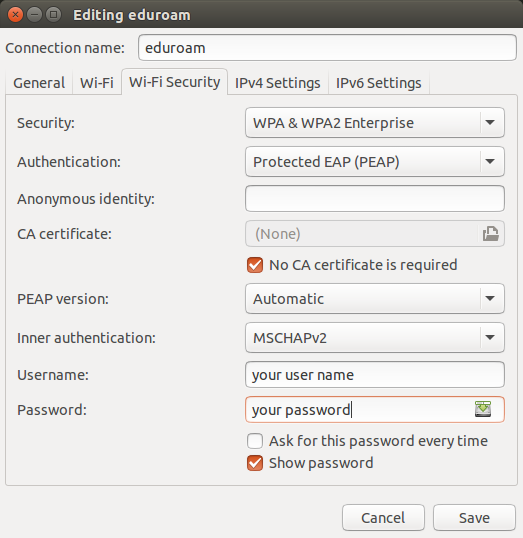 Editing eduroam
Connection name: eduroam
General Wi-Fi Wi-Fi Security IPv4 Settings IPv6 Settings
Security: WPA & WPA2 Enterprise
Authentication: Protected EAP (PEAP)
Anonymous identity:
CA certificate: (None)
No CA certificate is required
PEAP version: Automatic
Inner authentication: MSCHAPv2
Username: your user name
Password: your password
Ask for this password every time
Show password
Cancel Save